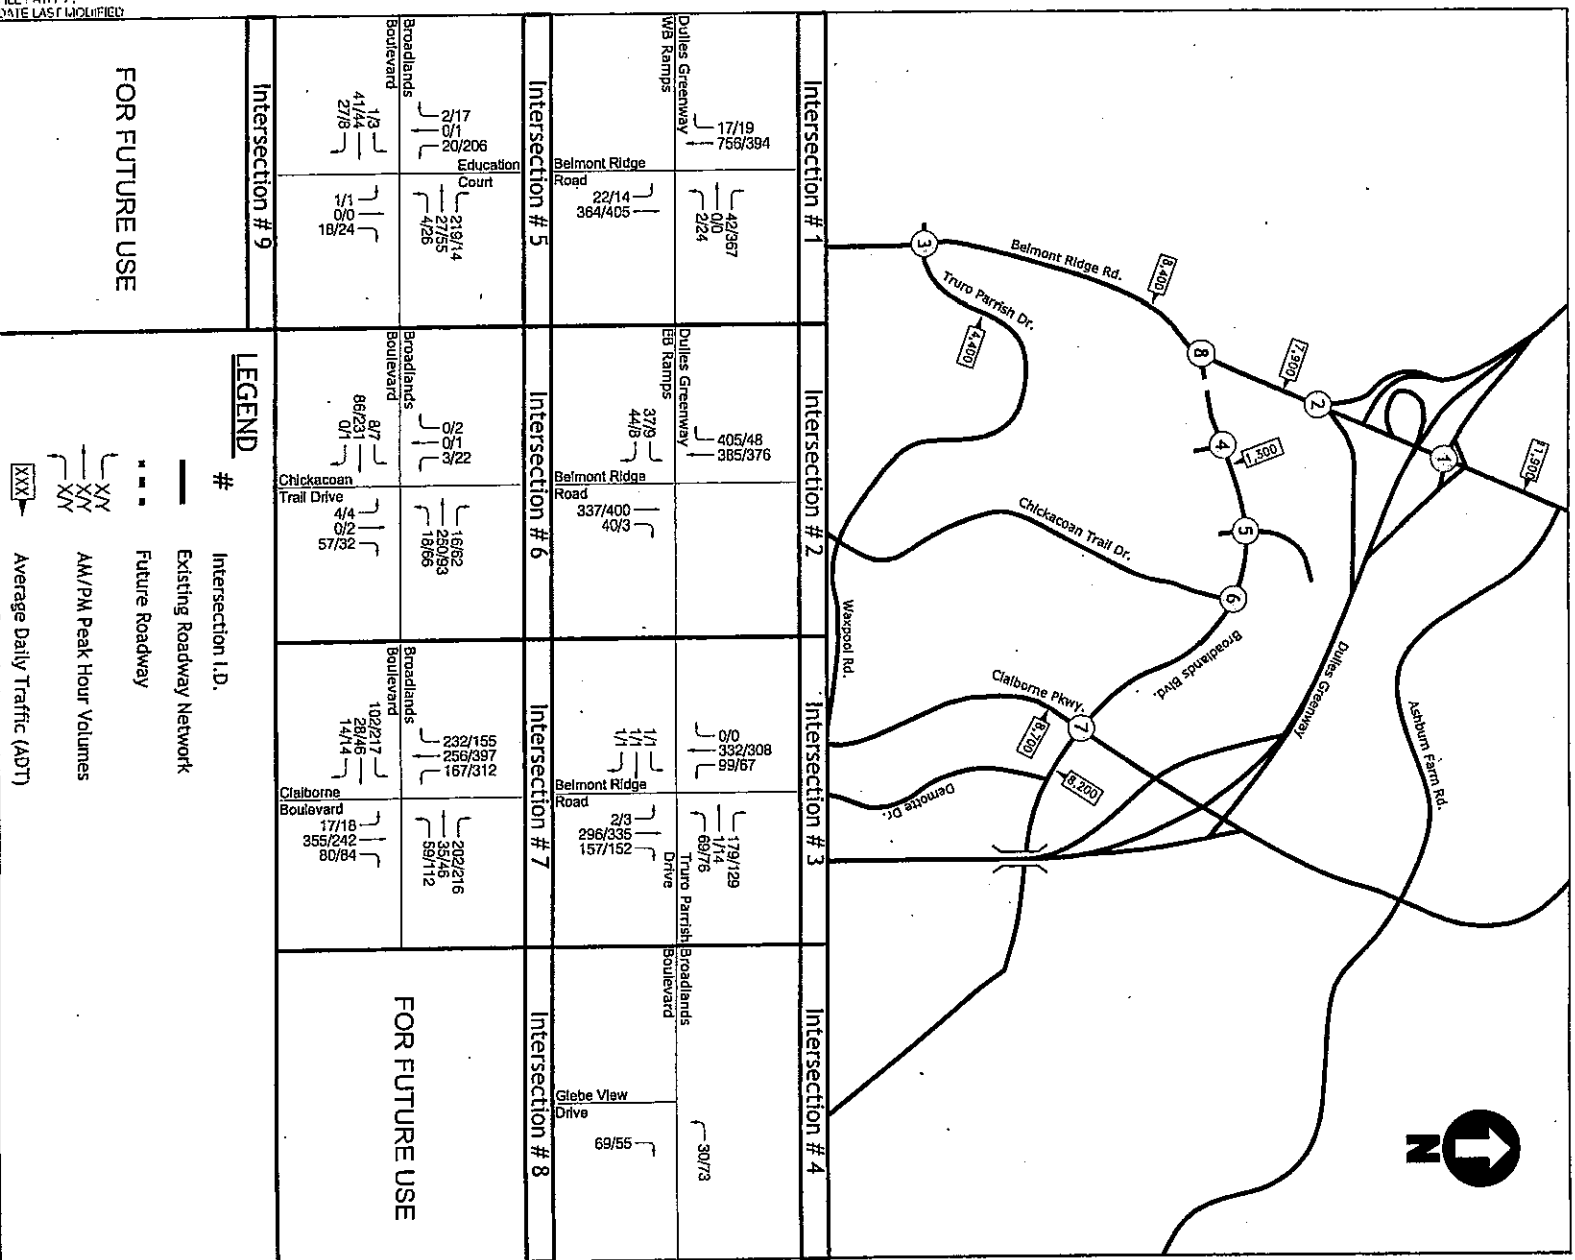 DATE LAST MODIFIED
11,900
1
7,900
2
8
8,400
Belmont Ridge Rd.
3
Truro Parrish Dr.
4,400
4
1,300
5
6
Chickacoan Trail Dr.
Broadlands Blvd.
Dulles Greenway
Ashburn Farm Rd.
Waxpool Rd.
Claiborne Pkwy.
8,700
7
8,200
Demotte Dr.
N
Intersection # 1
Dulles Greenway
WB Ramps
17/19
756/394
42/367
0/0
2/24
Belmont Ridge
Road
22/14
364/405
Intersection # 2
Dulles Greenway
EB Ramps
405/48
385/376
37/9
44/8
Belmont Ridge
Road
337/400
40/3
Intersection # 3
0/0
332/308
99/67
179/129
1/14
69/76
1/1
1/1
1/1
Belmont Ridge
Road
2/3
296/335
157/152
Truro Parrish
Drive
Intersection # 4
Broadlands
Boulevard
30/73
Glebe View
Drive
69/55
Intersection # 5
Broadlands
Boulevard
2/17
0/1
20/206
Education
Court
219/14
27/55
4/26
1/3
41/44
27/8
1/1
0/0
18/24
Intersection # 6
Broadlands
Boulevard
0/2
0/1
3/22
16/62
250/93
18/66
8/7
86/231
0/1
Chickacoan
Trail Drive
4/4
0/2
57/32
Intersection # 7
Broadlands
Boulevard
232/155
256/397
167/312
202/216
35/46
59/112
102/217
28/46
14/14
Claiborne
Boulevard
17/18
355/242
80/84
Intersection # 8
FOR FUTURE USE
Intersection # 9
FOR FUTURE USE
LEGEND
# Intersection I.D.
Existing Roadway Network
Future Roadway
X/Y
X/Y
X/Y
AM/PM Peak Hour Volumes
XXX Average Daily Traffic (ADT)